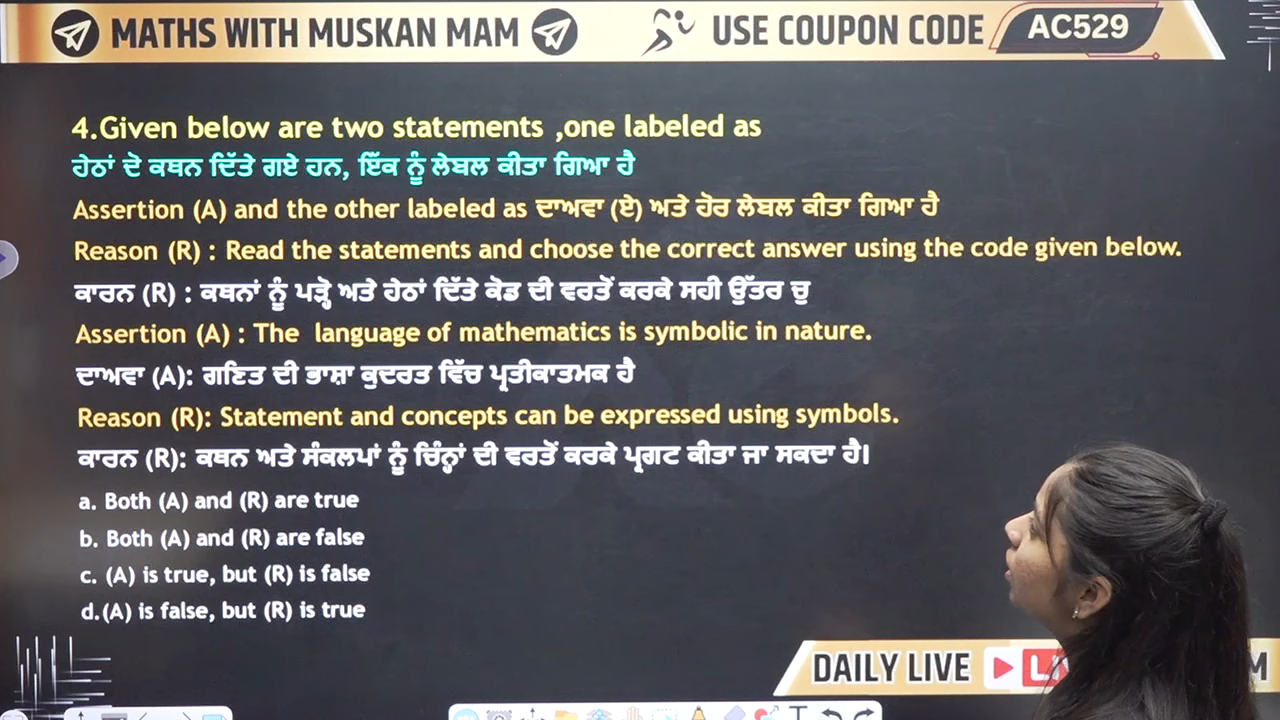 MATHS WITH MUSKAN MAM USE COUPON CODE AC529
4.Given below are two statements ,one labeled as
ਹੇਠਾਂ ਦੋ ਕਥਨ ਦਿੱਤੇ ਗਏ ਹਨ, ਇੱਕ ਨੂੰ ਲੇਬਲ ਕੀਤਾ ਗਿਆ ਹੈ
Assertion (A) and the other labeled as ਦਾਅਵਾ (ਏ) ਅਤੇ ਹੋਰ ਲੇਬਲ ਕੀਤਾ ਗਿਆ ਹੈ
Reason (R) : Read the statements and choose the correct answer using the code given below.
ਕਾਰਨ (R) : ਕਥਨਾਂ ਨੂੰ ਪੜ੍ਹੋ ਅਤੇ ਹੇਠਾਂ ਦਿੱਤੇ ਕੋਡ ਦੀ ਵਰਤੋਂ ਕਰਕੇ ਸਹੀ ਉੱਤਰ ਚੁ
Assertion (A) : The language of mathematics is symbolic in nature.
ਦਾਅਵਾ (A): ਗਣਿਤ ਦੀ ਭਾਸ਼ਾ ਕੁਦਰਤ ਵਿੱਚ ਪ੍ਰਤੀਕਾਤਮਕ ਹੈ
Reason (R): Statement and concepts can be expressed using symbols.
ਕਾਰਨ (R): ਕਥਨ ਅਤੇ ਸੰਕਲਪਾਂ ਨੂੰ ਚਿੰਨ੍ਹਾਂ ਦੀ ਵਰਤੋਂ ਕਰਕੇ ਪ੍ਰਗਟ ਕੀਤਾ ਜਾ ਸਕਦਾ ਹੈ।
a. Both (A) and (R) are true
b. Both (A) and (R) are false
c. (A) is true, but (R) is false
d.(A) is false, but (R) is true
DAILY LIVE